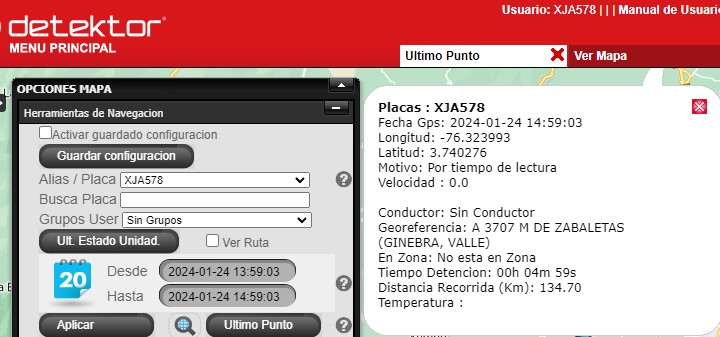 Usuario: XJA578 | | | Manual de Usuari
detektor
MENU PRINCIPAL
Ultimo Punto
Ver Mapa
OPCIONES MAPA
Herramientas de Navegacion
Activar guardado configuracion
Guardar configuracion
Alias / Placa XJA578
Busca Placa
Grupos User Sin Grupos
Ult. Estado Unidad.
Ver Ruta
20
Desde 2024-01-24 13:59:03
Hasta 2024-01-24 14:59:03
Aplicar
Ultimo Punto
Placas : XJA578
Fecha Gps: 2024-01-24 14:59:03
Longitud: -76.323993
Latitud: 3.740276
Motivo: Por tiempo de lectura
Velocidad : 0.0
Conductor: Sin Conductor
Georeferencia: A 3707 M DE ZABALETAS
(GINEBRA, VALLE)
En Zona: No esta en Zona
Tiempo Detencion: 00h 04m 59s
Distancia Recorrida (Km): 134.70
Temperatura :